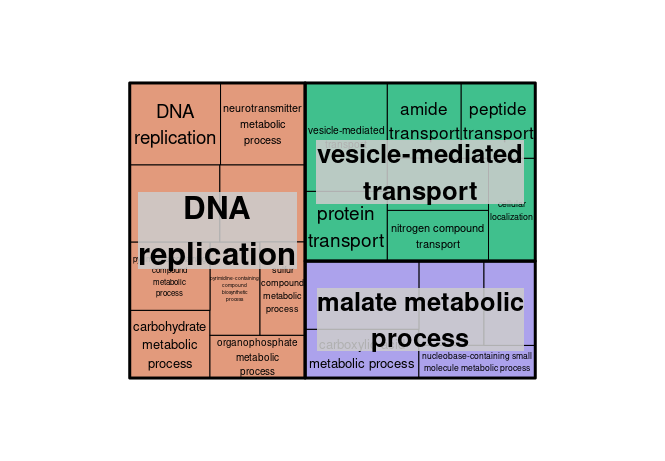 DNA
replication
neurotransmitter
metabolic
process
DNA
replication
compound
metabolic
process
pyrimidine-containing
compound
biosynthetic
process
sulfur
compound
metabolic
process
carbohydrate
metabolic
process
organophosphate
metabolic
process
vesicle-mediated
amide
transport
peptide
transport
vesicle-mediated
transport
protein
transport
nitrogen compound
transport
cellular
localization
malate metabolic
process
metabolic process
nucleobase-containing small
molecule metabolic process